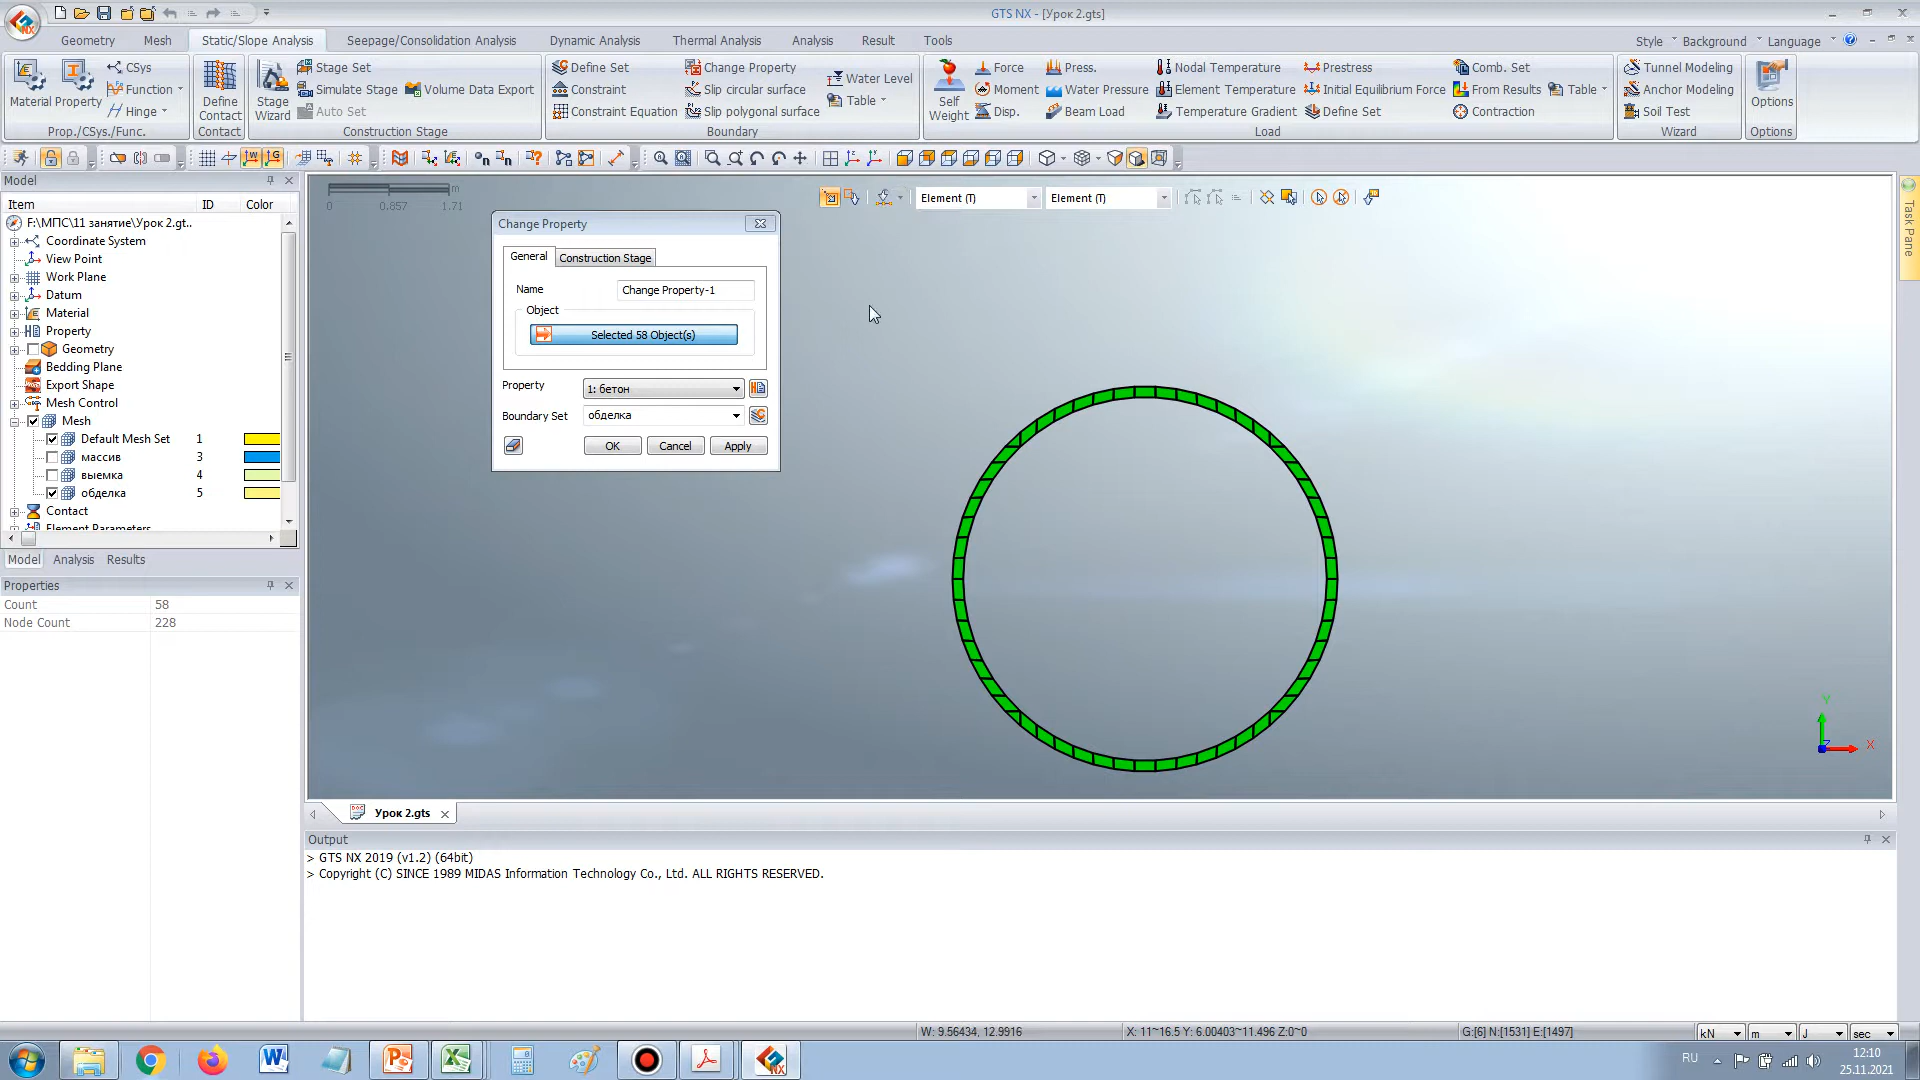 GTS NX - [Урок 2.gts]
Geometry Mesh Static/Slope Analysis Seepage/Consolidation Analysis Dynamic Analysis Thermal Analysis Analysis Result Tools Style Background Language
CSys Stage Set Define Set Change Property Water Level Force Press. Nodal Temperature Prestress Comb. Set Tunnel Modeling
Function Simulate Stage Volume Data Export Constraint Slip circular surface Moment Water Pressure Element Temperature Initial Equilibrium Force From Results Table Anchor Modeling
Material Property Hinge Define Contact Stage Wizard Auto Set Constraint Equation Slip polygonal surface Table Self Weight Disp. Beam Load Temperature Gradient Define Set Contraction Soil Test Options
Prop./CSys./Func. Contact Construction Stage Boundary Load Wizard Options
Model
Item ID Color
F:\МПС\11 занятие\Урок 2.gt..
Coordinate System
View Point
Work Plane
Datum
Material
Property
Geometry
Bedding Plane
Export Shape
Mesh Control
Mesh
Default Mesh Set 1
массив 3
выемка 4
обделка 5
Contact
Element Parameters
Model Analysis Results
Properties
Count 58
Node Count 228
m
0 0.857 1.71
Element (T) Element (T)
Task Pane
Change Property
General Construction Stage
Name Change Property-1
Object
Selected 58 Object(s)
Property 1: бетон
Boundary Set обделка
OK Cancel Apply
Y
Z
X
Урок 2.gts
Output
> GTS NX 2019 (v1.2) (64bit)
> Copyright (C) SINCE 1989 MIDAS Information Technology Co., Ltd. ALL RIGHTS RESERVED.
W: 9.56434, 12.9916 X: 11~16.5 Y: 6.00403~11.496 Z:0~0 G:[6] N:[1531] E:[1497] kN m J sec
RU 12:10
25.11.2021